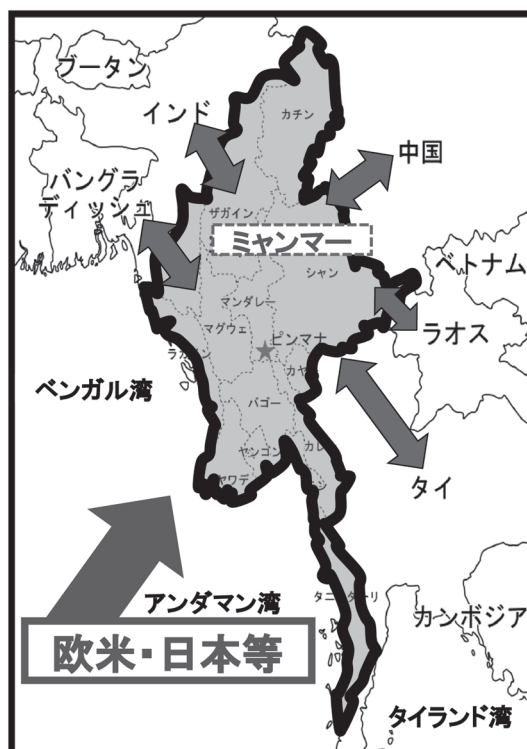 ブータン
インド
カチン
中国
バングラ
ディッシュ
ザガイン
ミャンマー
シャン
ベトナム
マンダレー
マグウェ
ピンマナ
ラオス
ベンガル湾
バゴー
ヤンゴン
タイ
アンダマン湾
カンボジア
欧米・日本等
タイランド湾